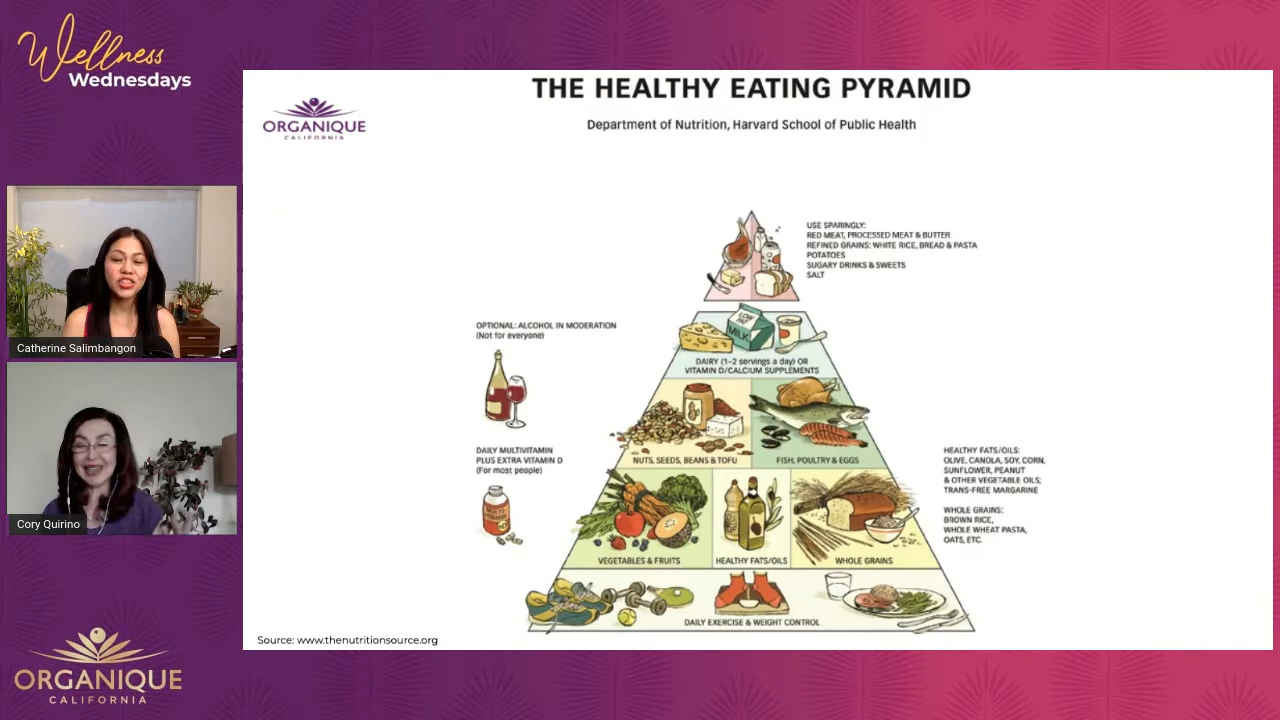 Wellness
Wednesdays
ORGANIQUE
CALIFORNIA
THE HEALTHY EATING PYRAMID
Department of Nutrition, Harvard School of Public Health
USE SPARINGLY:
RED MEAT, PROCESSED MEAT & BUTTER
REFINED GRAINS: WHITE RICE, BREAD & PASTA
POTATOES
SUGARY DRINKS & SWEETS
SALT
OPTIONAL: ALCOHOL IN MODERATION
(Not for everyone)
LOW
FAT
MILK
DAIRY (1–2 servings a day) OR
VITAMIN D/CALCIUM SUPPLEMENTS
DAILY MULTIVITAMIN
PLUS EXTRA VITAMIN D
(For most people)
NUTS, SEEDS, BEANS & TOFU
FISH, POULTRY & EGGS
HEALTHY FATS/OILS:
OLIVE, CANOLA, SOY, CORN,
SUNFLOWER, PEANUT
& OTHER VEGETABLE OILS;
TRANS-FREE MARGARINE
WHOLE GRAINS:
BROWN RICE,
WHOLE WHEAT PASTA,
OATS, ETC.
VEGETABLES & FRUITS
HEALTHY FATS/OILS
WHOLE GRAINS
DAILY EXERCISE & WEIGHT CONTROL
Source: www.thenutritionsource.org
Catherine Salimbangon
Cory Quirino
ORGANIQUE
CALIFORNIA